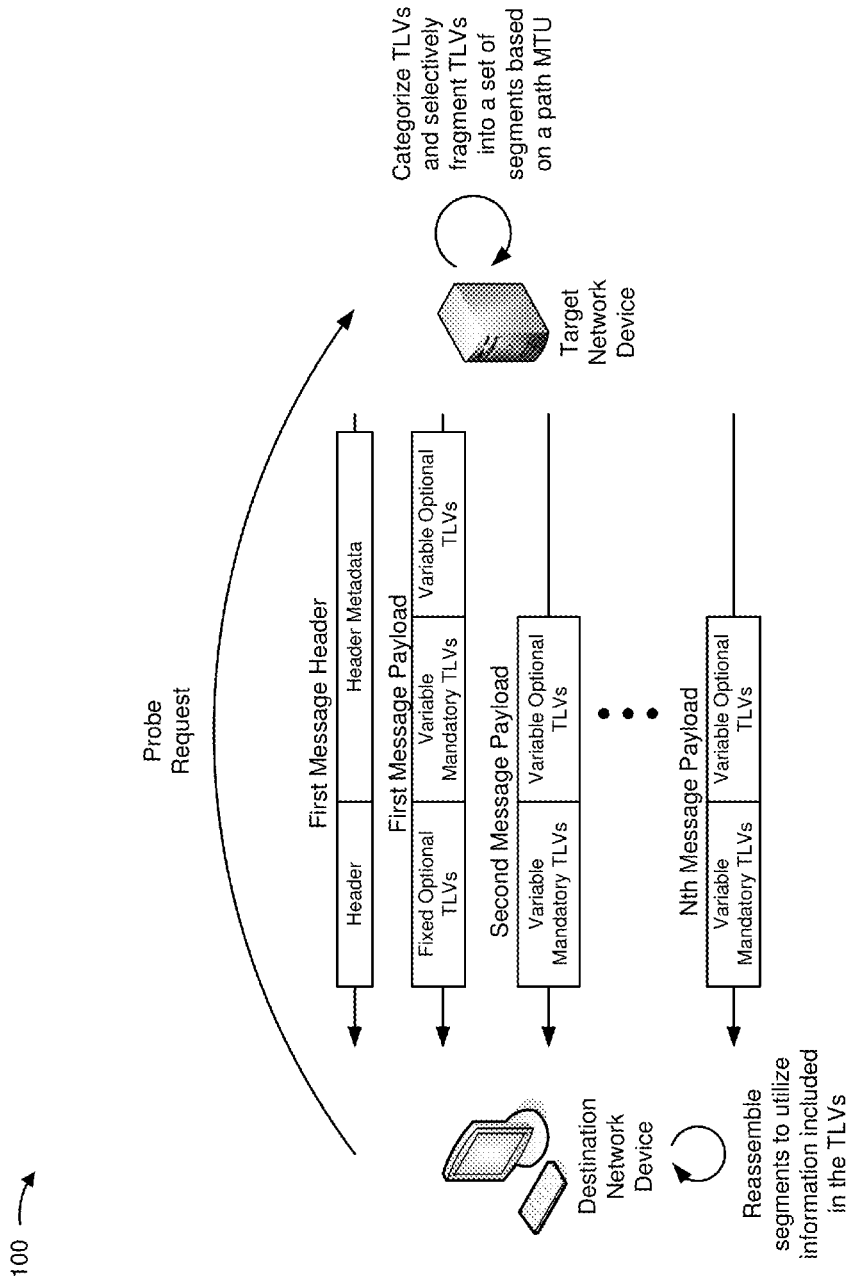 100
Probe
Request
First Message Header
Header
Header Metadata
First Message Payload
Fixed Optional
TLVs
Variable
Mandatory TLVs
Variable Optional
TLVs
Second Message Payload
Variable
Mandatory TLVs
Variable Optional
TLVs
Nth Message Payload
Variable
Mandatory TLVs
Variable Optional
TLVs
Destination
Network
Device
Reassemble
segments to utilize
information included
in the TLVs
Target
Network
Device
Categorize TLVs
and selectively
fragment TLVs
into a set of
segments based
on a path MTU